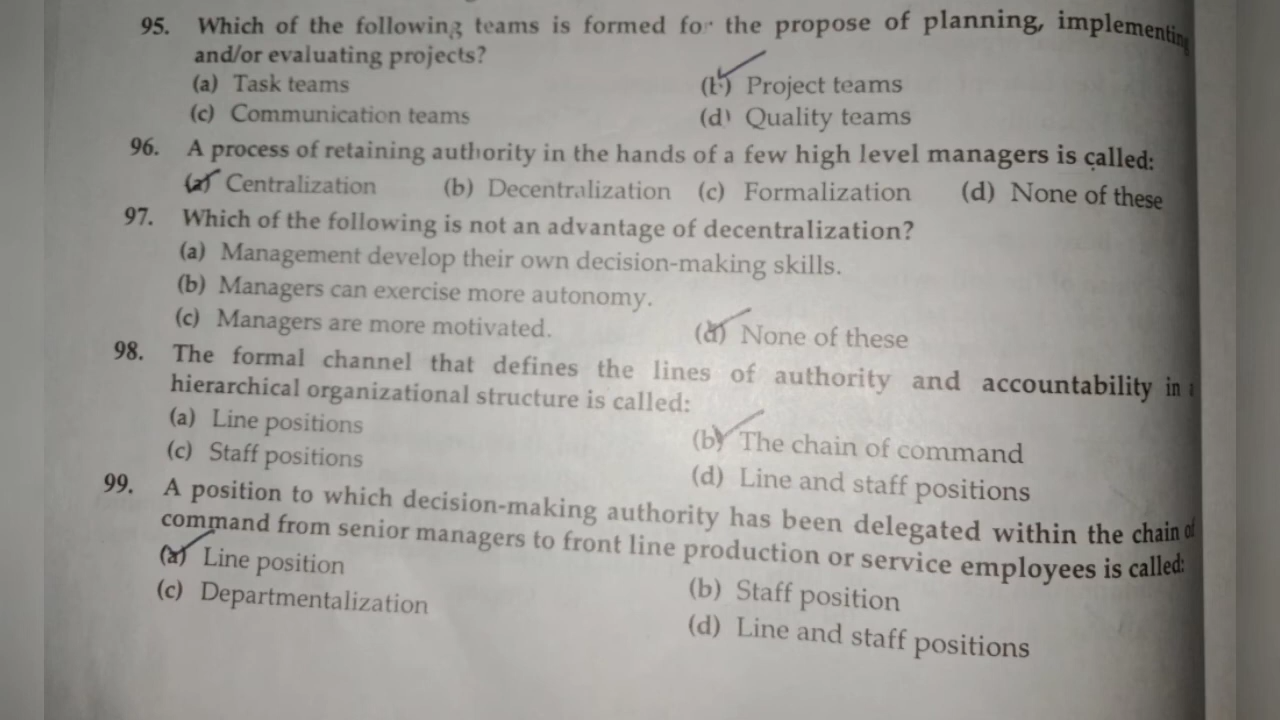 95. Which of the following teams is formed for the propose of planning, implementing
and/or evaluating projects?
(a) Task teams (b) Project teams
(c) Communication teams (d) Quality teams
96. A process of retaining authority in the hands of a few high level managers is called:
(a) Centralization (b) Decentralization (c) Formalization (d) None of these
97. Which of the following is not an advantage of decentralization?
(a) Management develop their own decision-making skills.
(b) Managers can exercise more autonomy.
(c) Managers are more motivated. (d) None of these
98. The formal channel that defines the lines of authority and accountability in a
hierarchical organizational structure is called:
(a) Line positions (b) The chain of command
(c) Staff positions (d) Line and staff positions
99. A position to which decision-making authority has been delegated within the chain of
command from senior managers to front line production or service employees is called:
(a) Line position (b) Staff position
(c) Departmentalization (d) Line and staff positions